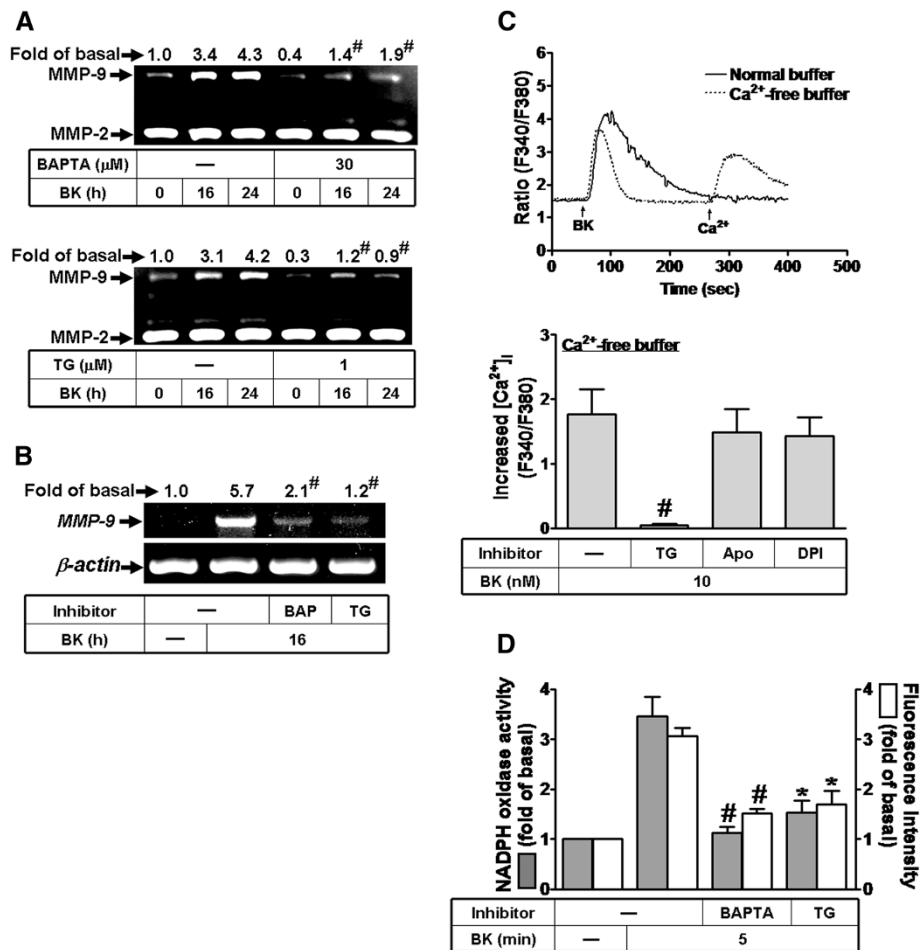 A
Fold of basal 1.0 3.4 4.3 0.4 1.4# 1.9#
MMP-9
MMP-2
BAPTA (μM) — 30
BK (h) 0 16 24 0 16 24
Fold of basal 1.0 3.1 4.2 0.3 1.2# 0.9#
MMP-9
MMP-2
TG (μM) — 1
BK (h) 0 16 24 0 16 24
B
Fold of basal 1.0 5.7 2.1# 1.2#
MMP-9
β-actin
Inhibitor — BAP TG
BK (h) — 16
C
Ratio (F340/F380)
6
5
4
3
2
1
0
Normal buffer
Ca2+-free buffer
BK
Ca2+
0 100 200 300 400 500
Time (sec)
Ca2+-free buffer
Increased [Ca2+]i
(F340/F380)
3
2
1
0
#
Inhibitor — TG Apo DPI
BK (nM) 10
D
NADPH oxidase activity
(fold of basal)
4
3
2
1
0
# # * *
4
3
2
1
0
Fluorescence Intensity
(fold of basal)
Inhibitor — BAPTA TG
BK (min) — 5